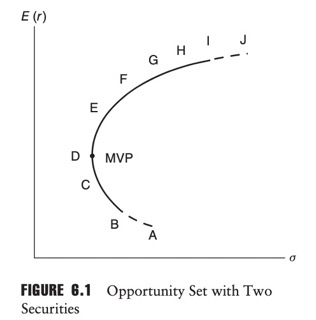 E (r)
J
I
H
G
F
E
D MVP
C
B
A
σ
FIGURE 6.1 Opportunity Set with Two
Securities